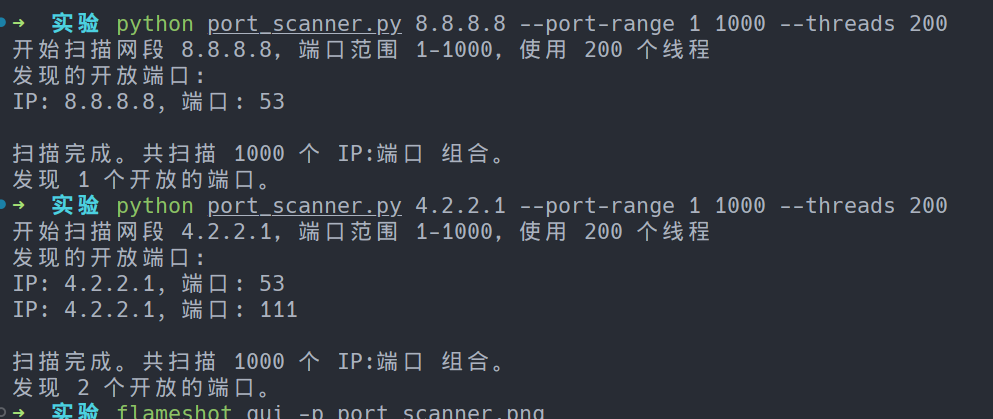 ➜ 实验 python port_scanner.py 8.8.8.8 --port-range 1 1000 --threads 200
开始扫描网段 8.8.8.8，端口范围 1-1000，使用 200 个线程
发现的开放端口：
IP: 8.8.8.8, 端口: 53
扫描完成。共扫描 1000 个 IP:端口 组合。
发现 1 个开放的端口。
➜ 实验 python port_scanner.py 4.2.2.1 --port-range 1 1000 --threads 200
开始扫描网段 4.2.2.1，端口范围 1-1000，使用 200 个线程
发现的开放端口：
IP: 4.2.2.1, 端口: 53
IP: 4.2.2.1, 端口: 111
扫描完成。共扫描 1000 个 IP:端口 组合。
发现 2 个开放的端口。
➜ 实验 flameshot gui -p port_scanner.png